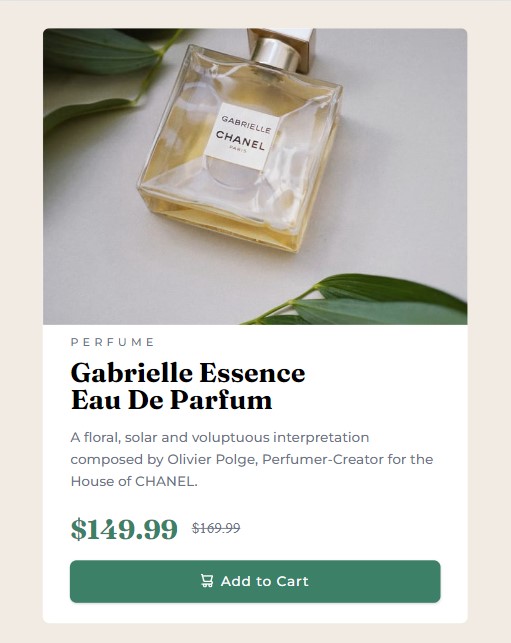 GABRIELLE
CHANEL
PARIS
PERFUME
Gabrielle Essence
Eau De Parfum
A floral, solar and voluptuous interpretation
composed by Olivier Polge, Perfumer-Creator for the
House of CHANEL.
$149.99 $169.99
Add to Cart